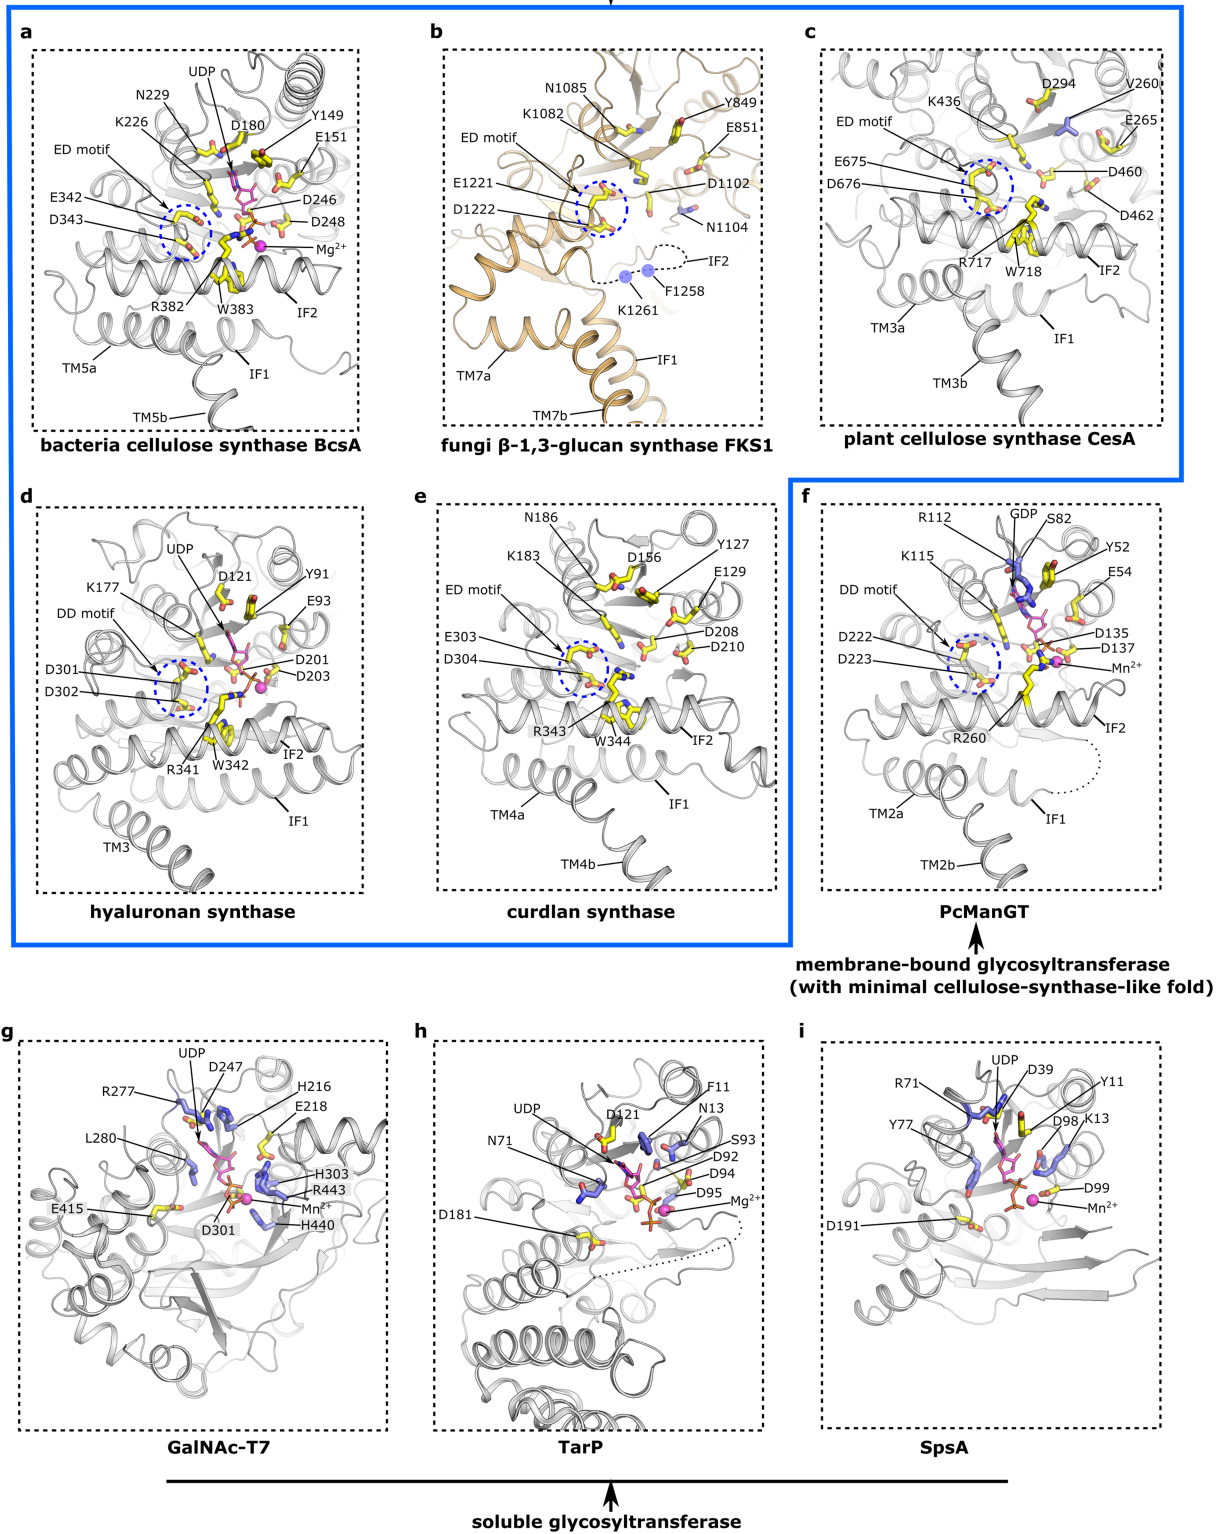 a
UDP
N229
Y149
D180
K226
E151
ED motif
E342
D246
D343
D248
Mg2+
R382
W383
IF2
TM5a
IF1
TM5b
bacteria cellulose synthase BcsA
b
N1085
Y849
K1082
E851
ED motif
E1221
D1102
D1222
N1104
IF2
F1258
K1261
IF1
TM7a
TM7b
fungi β-1,3-glucan synthase FKS1
c
D294
V260
K436
E265
ED motif
E675
D460
D676
D462
R717
W718
IF2
TM3a
IF1
TM3b
plant cellulose synthase CesA
d
UDP
D121
Y91
K177
E93
DD motif
D201
D301
D203
D302
IF2
R341
W342
IF1
TM3
hyaluronan synthase
e
N186
Y127
K183
D156
E129
ED motif
D208
E303
D210
D304
R343
W344
IF2
IF1
TM4a
TM4b
curdlan synthase
f
R112
GDP
S82
K115
Y52
E54
DD motif
D222
D135
D137
D223
Mn2+
IF2
R260
TM2a
IF1
TM2b
PcManGT
membrane-bound glycosyltransferase
(with minimal cellulose-synthase-like fold)
g
UDP
D247
R277
H216
E218
L280
H303
R443
E415
Mn2+
D301
H440
GalNAc-T7
h
F11
UDP
D121
N13
N71
S93
D92
D94
D95
Mg2+
D181
TarP
i
UDP
R71
D39
Y11
Y77
D98
K13
D99
Mn2+
D191
SpsA
soluble glycosyltransferase